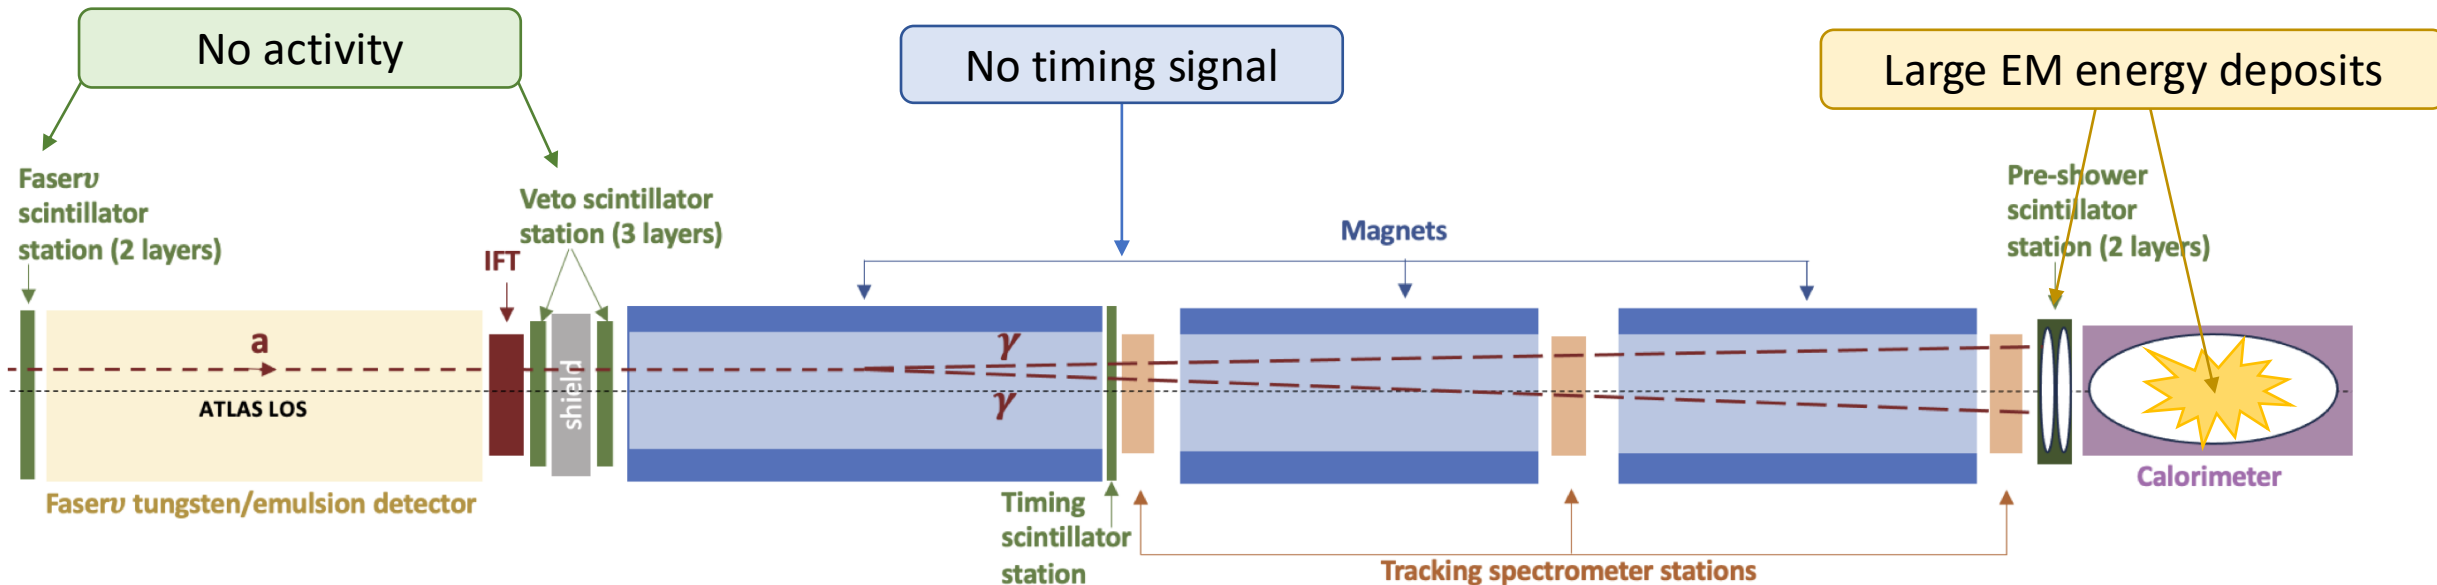 No activity
No timing signal
Large EM energy deposits
Faserν
scintillator
station (2 layers)
IFT
Veto scintillator
station (3 layers)
Magnets
Pre-shower
scintillator
station (2 layers)
a
γ
γ
shield
ATLAS LOS
Faserν tungsten/emulsion detector
Timing
scintillator
station
Tracking spectrometer stations
Calorimeter